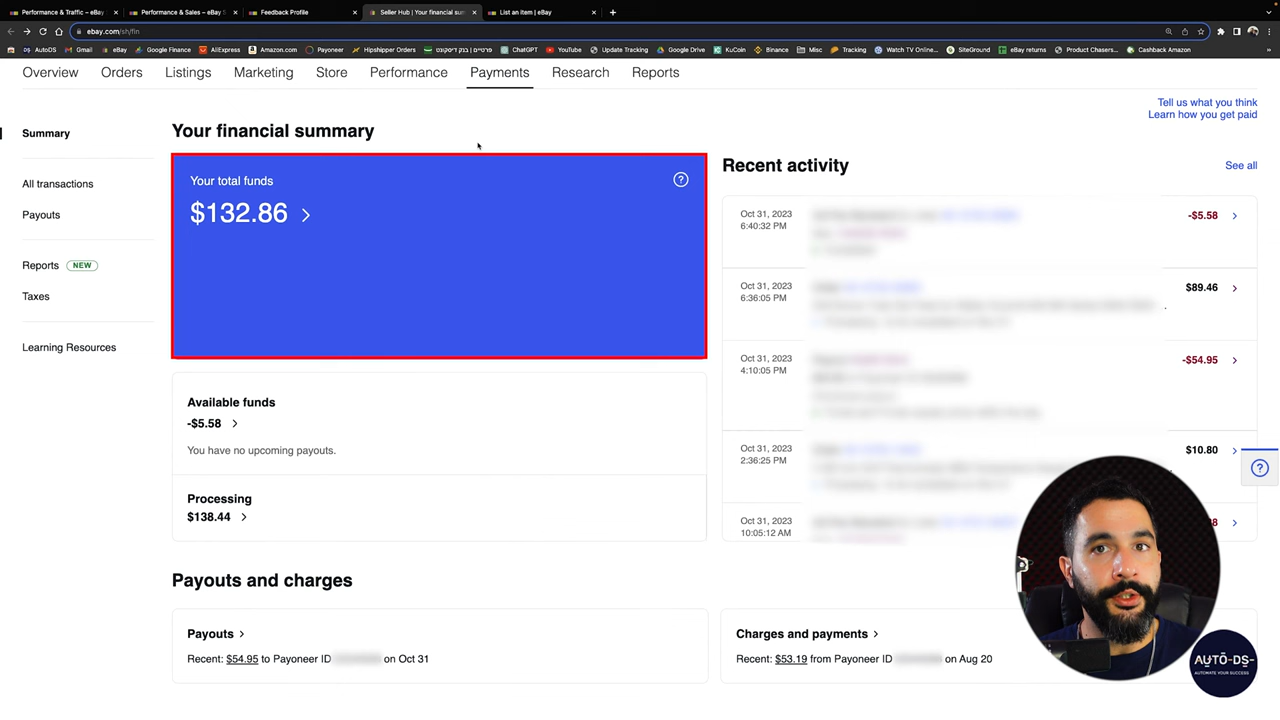 Performance & Traffic - eBay
Performance & Sales – eBay S
Feedback Profile
Seller Hub | Your financial sum
List an item | eBay
ebay.com/sh/fin
AutoDS
Gmail
eBay
Google Finance
AliExpress
Amazon.com
Payoneer
Hipshipper Orders
פרטיים | בנק דיסקונט
ChatGPT
YouTube
Update Tracking
Google Drive
KuCoin
Binance
Misc
Tracking
Watch TV Online...
SiteGround
eBay returns
Product Chasers...
Cashback Amazon
Overview
Orders
Listings
Marketing
Store
Performance
Payments
Research
Reports
Tell us what you think
Learn how you get paid
Summary
All transactions
Payouts
Reports NEW
Taxes
Learning Resources
Your financial summary
Your total funds
$132.86
Available funds
-$5.58
You have no upcoming payouts.
Processing
$138.44
Recent activity
See all
Oct 31, 2023
6:40:32 PM
-$5.58
Oct 31, 2023
6:36:05 PM
$89.46
Oct 31, 2023
4:10:05 PM
-$54.95
Oct 31, 2023
2:36:25 PM
$10.80
Oct 31, 2023
10:05:12 AM
Payouts and charges
Payouts
Recent: $54.95 to Payoneer ID
on Oct 31
Charges and payments
Recent: $53.19 from Payoneer ID
on Aug 20
AUTO-DS-
AUTOMATE YOUR SUCCESS